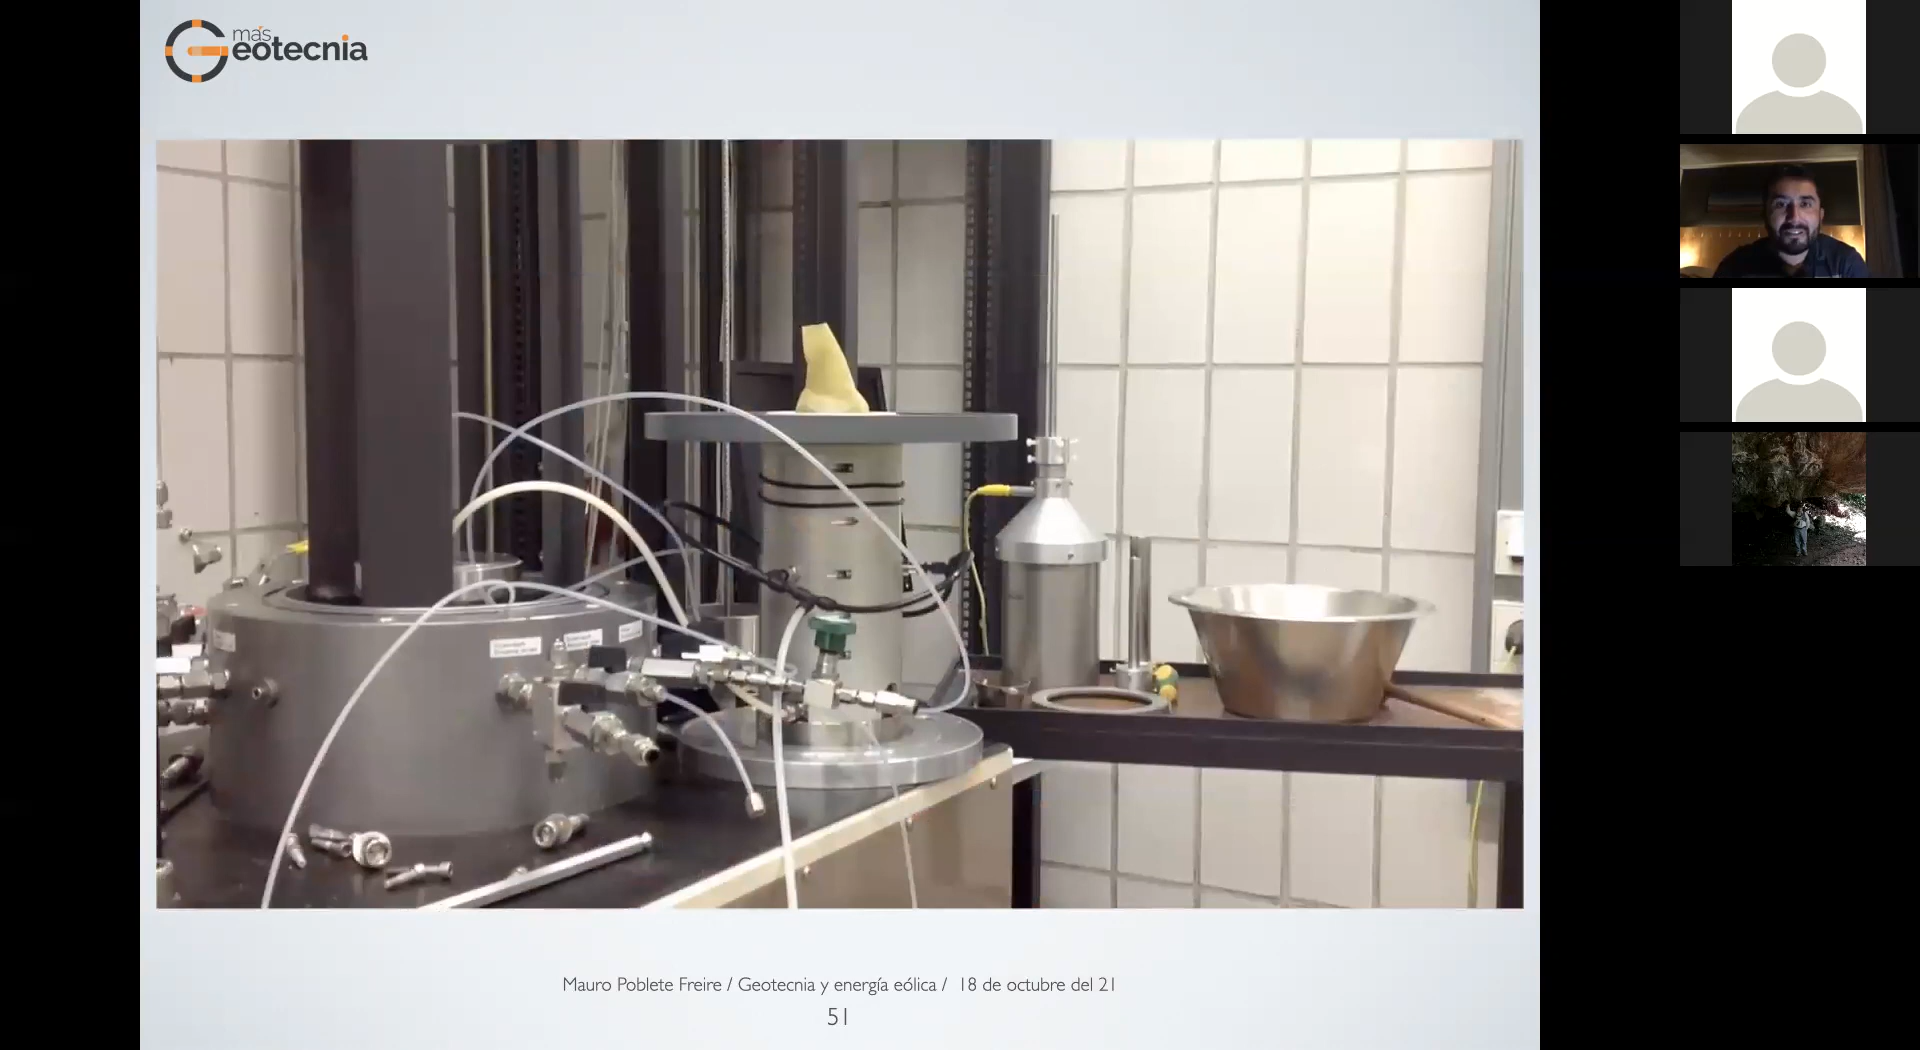 más
Geotecnia
Mauro Poblete Freire / Geotecnia y energía eólica / 18 de octubre del 21
51